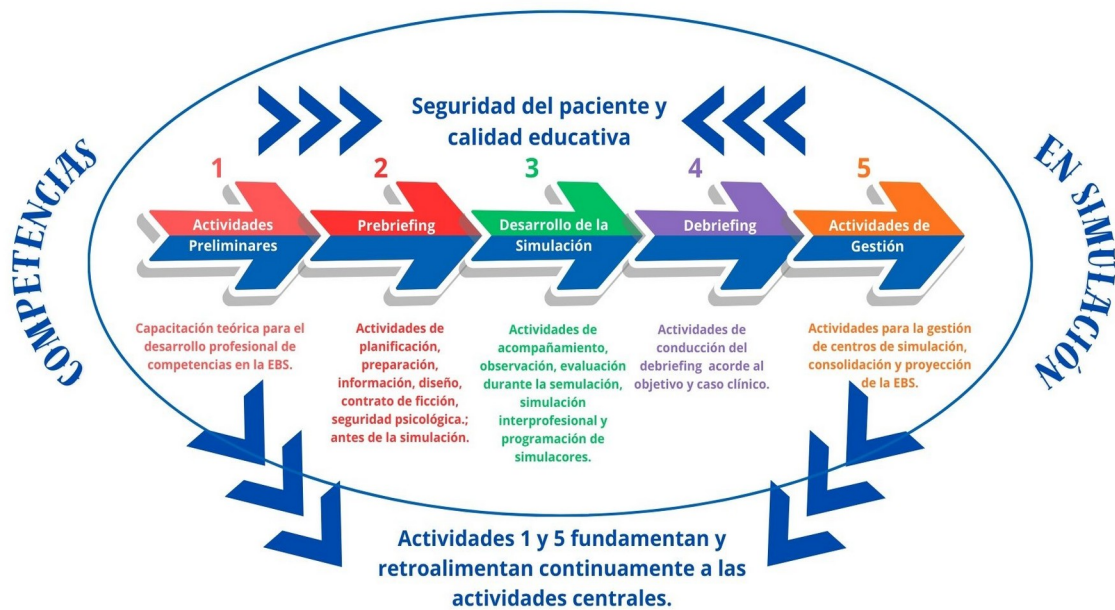 COMPETENCIAS
EN SIMULACIÓN
Seguridad del paciente y
calidad educativa
1
Actividades
Preliminares
Capacitación teórica para el
desarrollo profesional de
competencias en la EBS.
2
Prebriefing
Actividades de
planificación,
preparación,
información, diseño,
contrato de ficción,
seguridad psicológica.;
antes de la simulación.
3
Desarrollo de la
Simulación
Actividades de
acompañamiento,
observación, evaluación
durante la semulación,
simulación
interprofesional y
programación de
simulacores.
4
Debriefing
Actividades de
conducción del
debriefing acorde al
objetivo y caso clínico.
5
Actividades de
Gestión
Actividades para la gestión
de centros de simulación,
consolidación y proyección
de la EBS.
Actividades 1 y 5 fundamentan y
retroalimentan continuamente a las
actividades centrales.